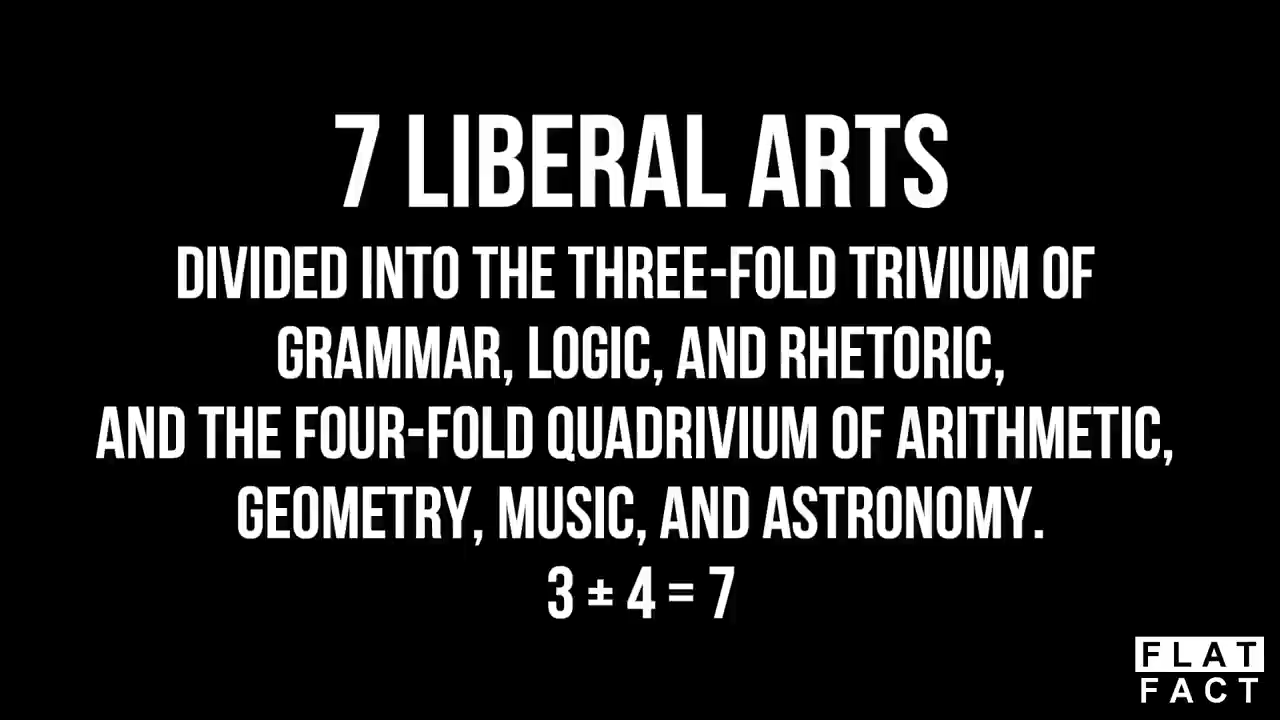 7 LIBERAL ARTS
DIVIDED INTO THE THREE-FOLD TRIVIUM OF
GRAMMAR, LOGIC, AND RHETORIC,
AND THE FOUR-FOLD QUADRIVIUM OF ARITHMETIC,
GEOMETRY, MUSIC, AND ASTRONOMY.
3 ± 4 = 7
FLAT
FACT